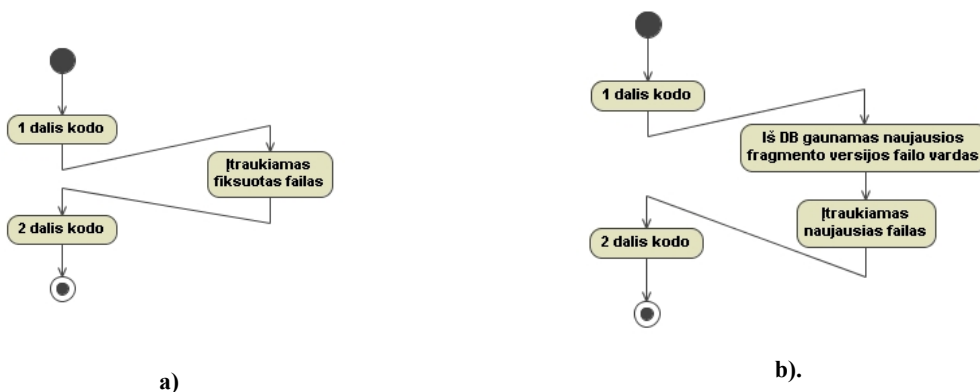 1 dalis kodo
Įtraukiamas
fiksuotas failas
2 dalis kodo
a)
1 dalis kodo
Iš DB gaunamas naujausios
fragmento versijos failo vardas
Įtraukiamas
naujausias failas
2 dalis kodo
b).